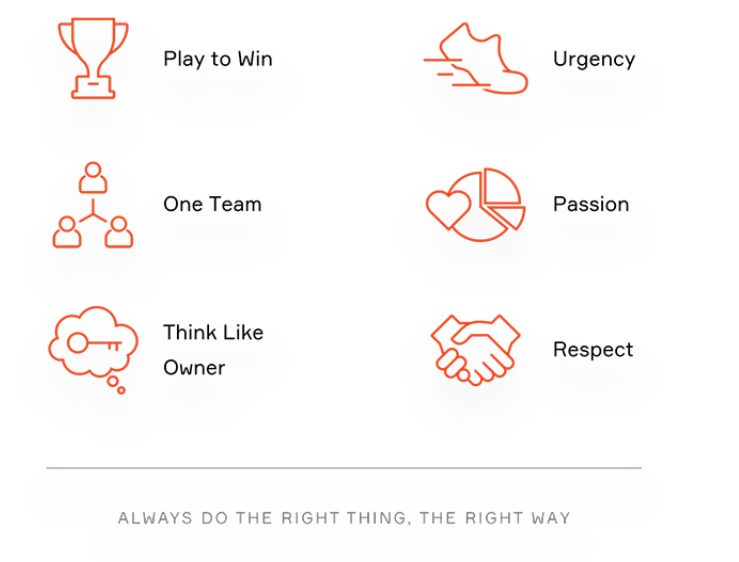 Play to Win
Urgency
One Team
Passion
Think Like
Owner
Respect
ALWAYS DO THE RIGHT THING, THE RIGHT WAY